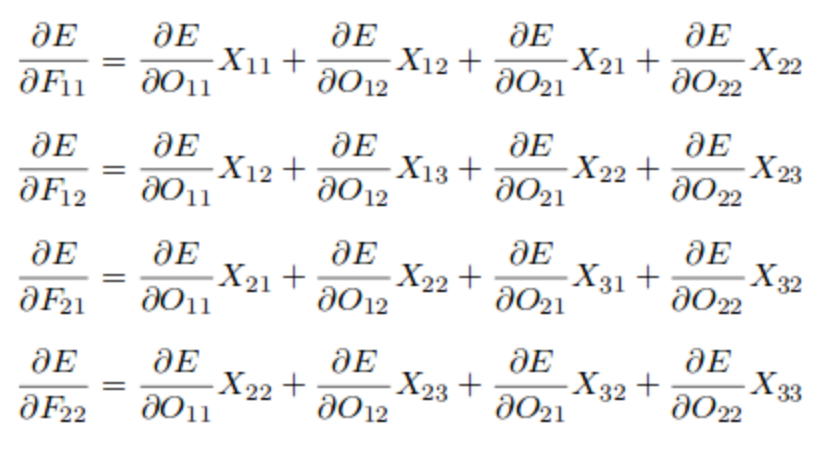 ∂E/∂F₁₁ = ∂E/∂O₁₁ X₁₁ + ∂E/∂O₁₂ X₁₂ + ∂E/∂O₂₁ X₂₁ + ∂E/∂O₂₂ X₂₂
∂E/∂F₁₂ = ∂E/∂O₁₁ X₁₂ + ∂E/∂O₁₂ X₁₃ + ∂E/∂O₂₁ X₂₂ + ∂E/∂O₂₂ X₂₃
∂E/∂F₂₁ = ∂E/∂O₁₁ X₂₁ + ∂E/∂O₁₂ X₂₂ + ∂E/∂O₂₁ X₃₁ + ∂E/∂O₂₂ X₃₂
∂E/∂F₂₂ = ∂E/∂O₁₁ X₂₂ + ∂E/∂O₁₂ X₂₃ + ∂E/∂O₂₁ X₃₂ + ∂E/∂O₂₂ X₃₃